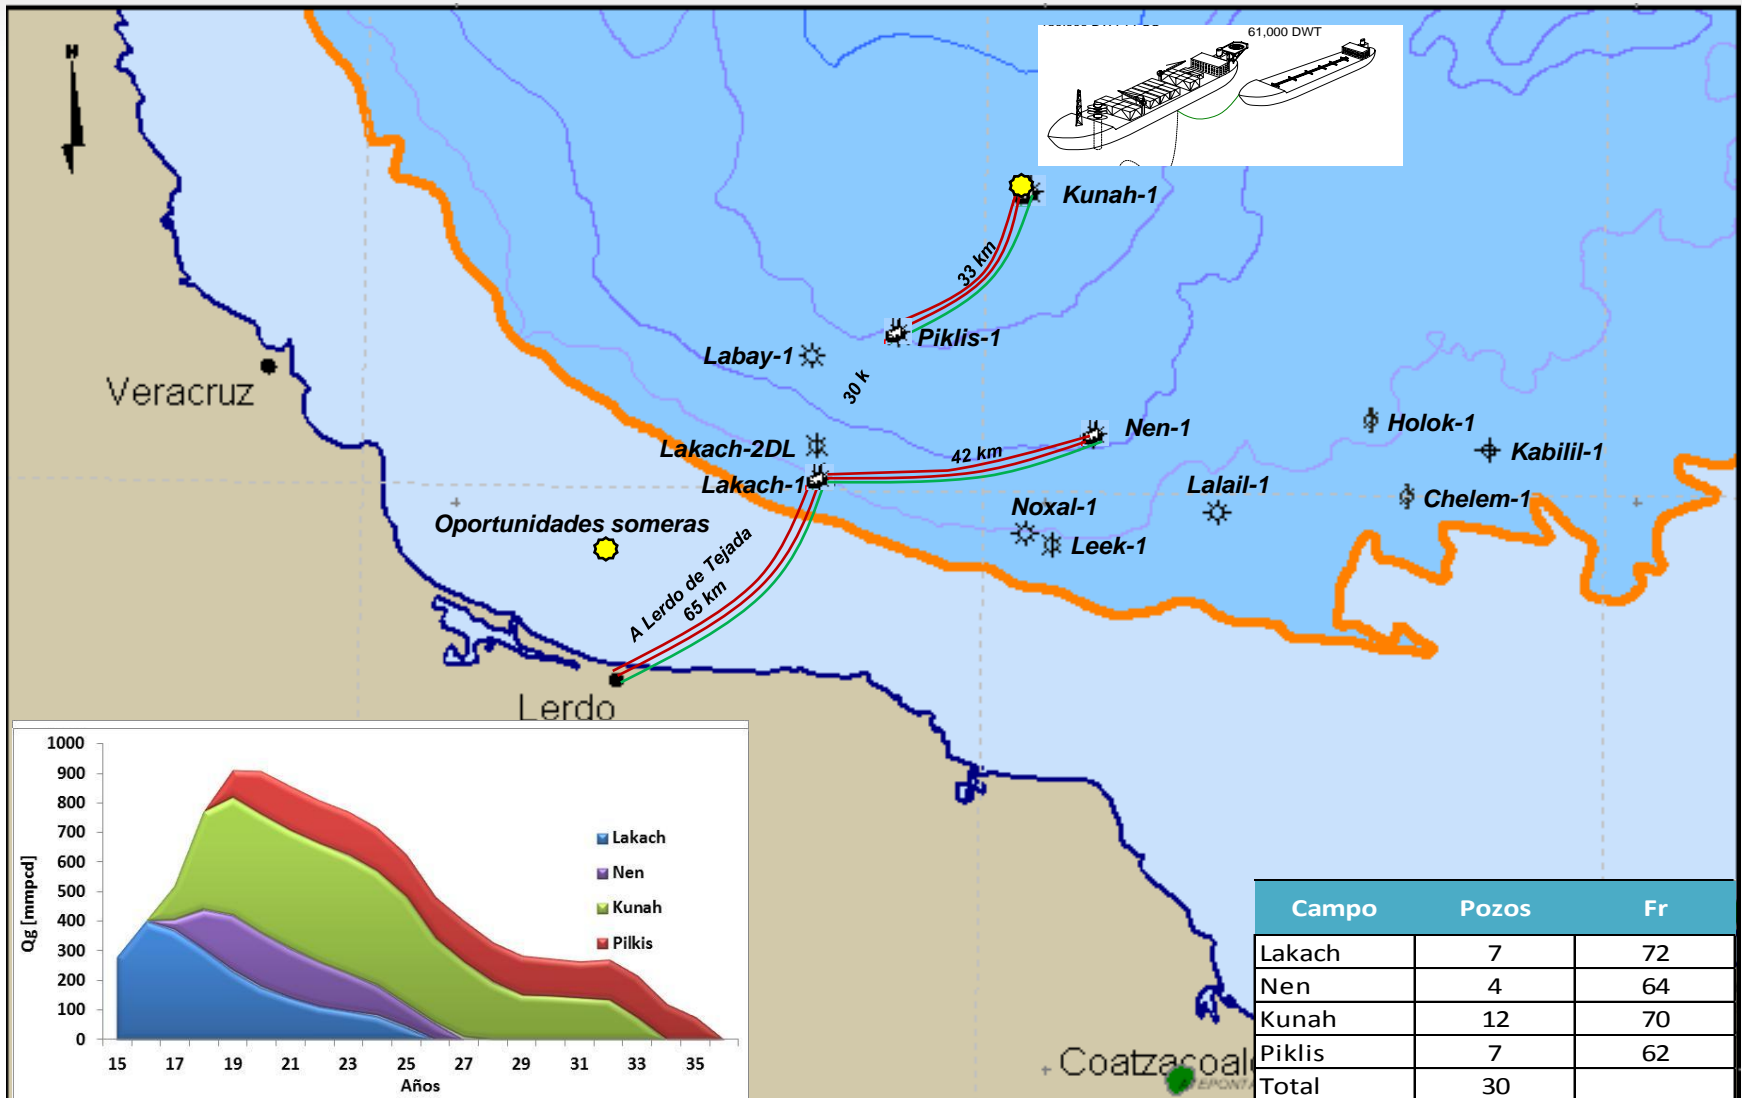 N
61,000 DWT
Kunah-1
33 km
Piklis-1
Labay-1
30 k
Veracruz
Nen-1
Holok-1
Lakach-2DL
42 km
Kabilil-1
Lakach-1
Lalail-1
Chelem-1
Noxal-1
Oportunidades someras
Leek-1
A Lerdo de Tejada
65 km
Lerdo
Qg [mmpcd]
1000
900
800
700
600
500
400
300
200
100
0
15 17 19 21 23 25 27 29 31 33 35
Años
Lakach
Nen
Kunah
Pilkis
Campo Pozos Fr
Lakach 7 72
Nen 4 64
Kunah 12 70
Piklis 7 62
Total 30
Coatzacoal